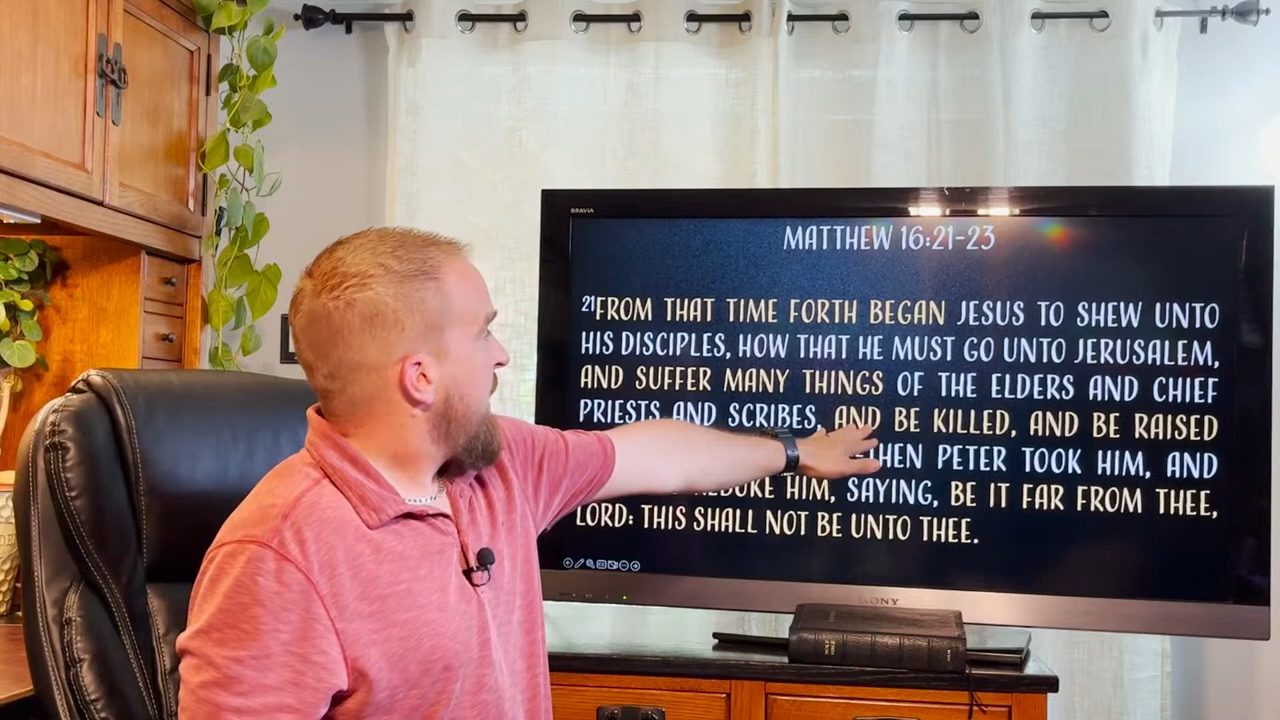 BRAVIA
MATTHEW 16:21-23
21FROM THAT TIME FORTH BEGAN JESUS TO SHEW UNTO
HIS DISCIPLES, HOW THAT HE MUST GO UNTO JERUSALEM,
AND SUFFER MANY THINGS OF THE ELDERS AND CHIEF
PRIESTS AND SCRIBES, AND BE KILLED, AND BE RAISED
THEN PETER TOOK HIM, AND
REBUKE HIM, SAYING, BE IT FAR FROM THEE,
LORD: THIS SHALL NOT BE UNTO THEE.
SONY
HOLY
BIBLE